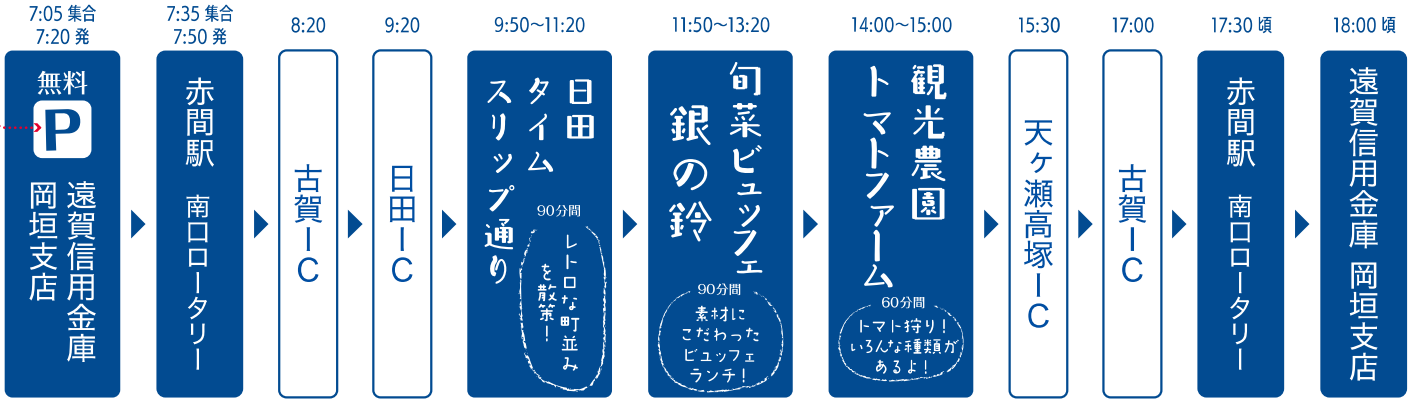 7:05 集合
7:20 発
無料
P
遠賀信用金庫
岡垣支店
7:35 集合
7:50 発
赤間駅 南口ロータリー
8:20
古賀IC
9:20
日田IC
9:50〜11:20
日田
タイム
スリップ通り
90分間
レトロな町並み
を散策!
11:50〜13:20
旬菜ビュッフェ
銀の鈴
90分間
素材に
こだわった
ビュッフェ
ランチ!
14:00〜15:00
観光農園
トマトファーム
60分間
トマト狩り!
いろんな種類が
あるよ!
15:30
天ヶ瀬高塚IC
17:00
古賀IC
17:30 頃
赤間駅 南口ロータリー
18:00 頃
遠賀信用金庫 岡垣支店